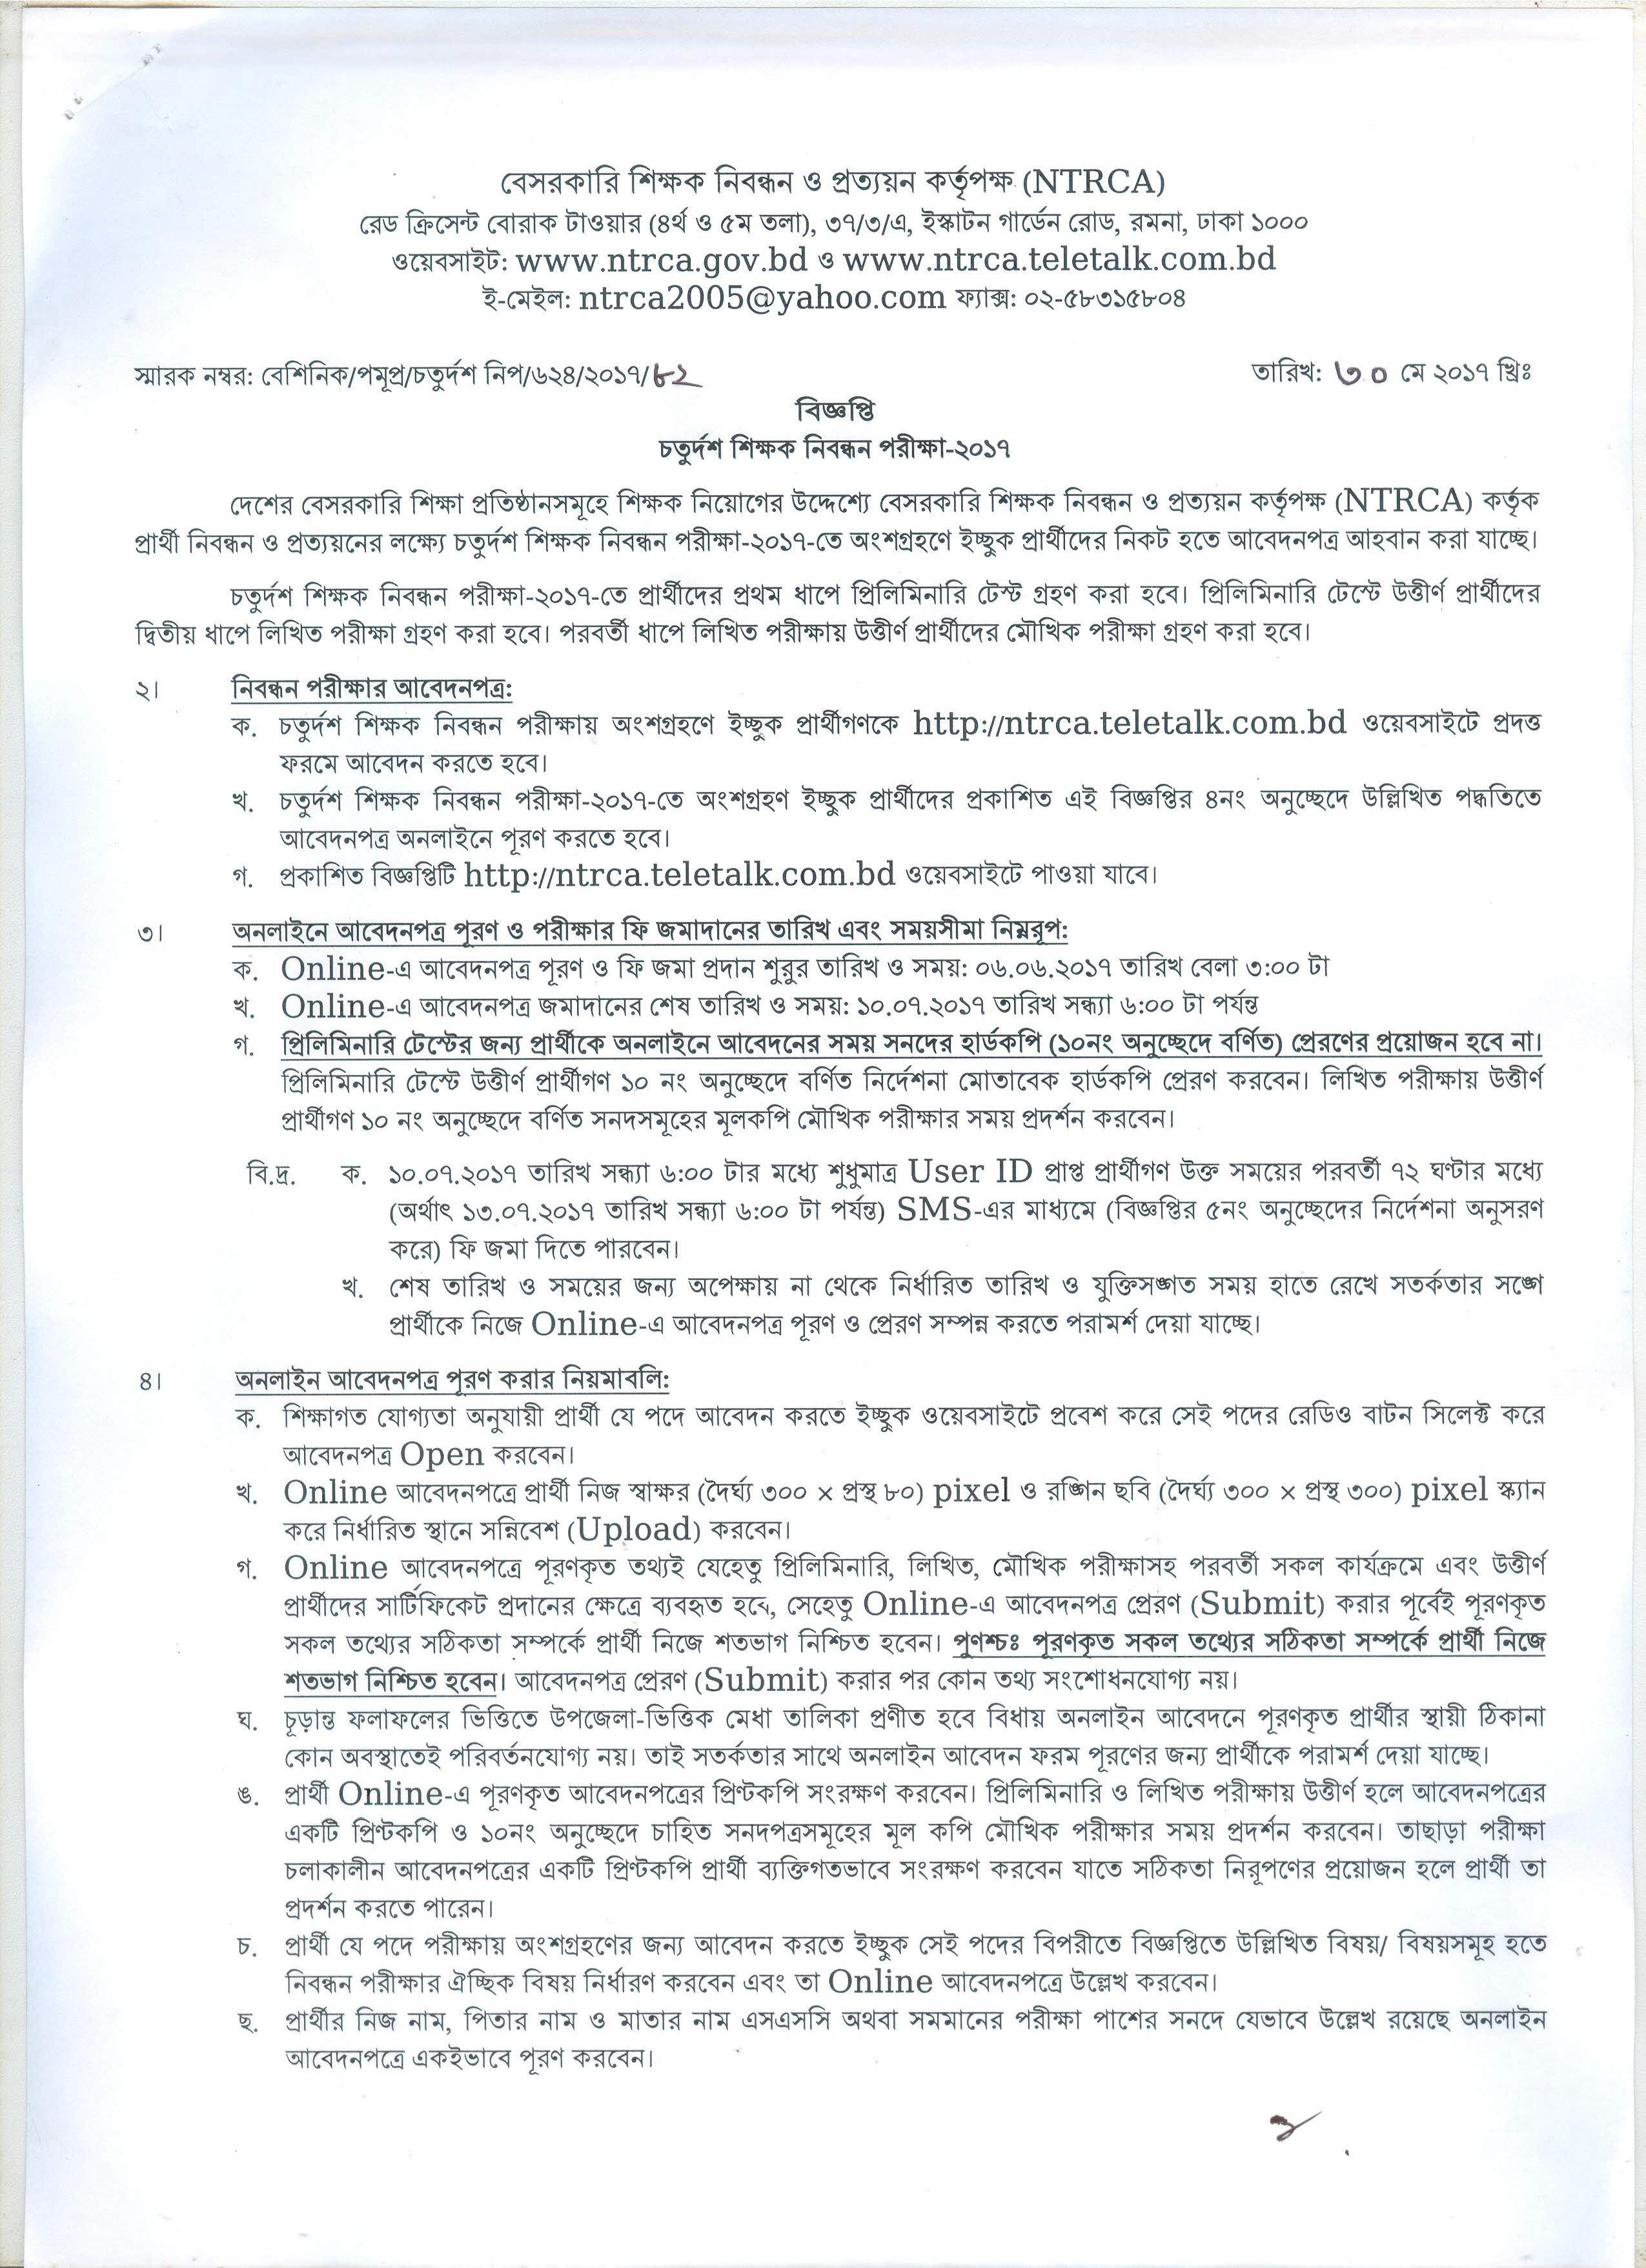 বেসরকারি শিক্ষক নিবন্ধন ও প্রত্যয়ন কর্তৃপক্ষ (NTRCA)
রেড ক্রিসেন্ট বোরাক টাওয়ার (৪র্থ ও ৫ম তলা), ৩৭/৩/এ, ইস্কাটন গার্ডেন রোড, রমনা, ঢাকা ১০০০
ওয়েবসাইট: www.ntrca.gov.bd ও www.ntrca.teletalk.com.bd
ই-মেইল: ntrca2005@yahoo.com ফ্যাক্স: ০২-৫৮৩১৫৮০৪
স্মারক নম্বর: বেশিনিক/পমূপ্র/চতুর্দশ নিপ/৬২৪/২০১৭/৮২ তারিখ: ৩০ মে ২০১৭ খ্রিঃ
বিজ্ঞপ্তি
চতুর্দশ শিক্ষক নিবন্ধন পরীক্ষা-২০১৭
দেশের বেসরকারি শিক্ষা প্রতিষ্ঠানসমূহে শিক্ষক নিয়োগের উদ্দেশ্যে বেসরকারি শিক্ষক নিবন্ধন ও প্রত্যয়ন কর্তৃপক্ষ (NTRCA) কর্তৃক
প্রার্থী নিবন্ধন ও প্রত্যয়নের লক্ষ্যে চতুর্দশ শিক্ষক নিবন্ধন পরীক্ষা-২০১৭-তে অংশগ্রহণে ইচ্ছুক প্রার্থীদের নিকট হতে আবেদনপত্র আহবান করা যাচ্ছে।
চতুর্দশ শিক্ষক নিবন্ধন পরীক্ষা-২০১৭-তে প্রার্থীদের প্রথম ধাপে প্রিলিমিনারি টেস্ট গ্রহণ করা হবে। প্রিলিমিনারি টেস্টে উত্তীর্ণ প্রার্থীদের
দ্বিতীয় ধাপে লিখিত পরীক্ষা গ্রহণ করা হবে। পরবর্তী ধাপে লিখিত পরীক্ষায় উত্তীর্ণ প্রার্থীদের মৌখিক পরীক্ষা গ্রহণ করা হবে।
২। নিবন্ধন পরীক্ষার আবেদনপত্র:
ক. চতুর্দশ শিক্ষক নিবন্ধন পরীক্ষায় অংশগ্রহণে ইচ্ছুক প্রার্থীগণকে http://ntrca.teletalk.com.bd ওয়েবসাইটে প্রদত্ত
ফরমে আবেদন করতে হবে।
খ. চতুর্দশ শিক্ষক নিবন্ধন পরীক্ষা-২০১৭-তে অংশগ্রহণ ইচ্ছুক প্রার্থীদের প্রকাশিত এই বিজ্ঞপ্তির ৪নং অনুচ্ছেদে উল্লিখিত পদ্ধতিতে
আবেদনপত্র অনলাইনে পূরণ করতে হবে।
গ. প্রকাশিত বিজ্ঞপ্তিটি http://ntrca.teletalk.com.bd ওয়েবসাইটে পাওয়া যাবে।
৩। অনলাইনে আবেদনপত্র পূরণ ও পরীক্ষার ফি জমাদানের তারিখ এবং সময়সীমা নিম্নরূপ:
ক. Online-এ আবেদনপত্র পূরণ ও ফি জমা প্রদান শুরুর তারিখ ও সময়: ০৬.০৬.২০১৭ তারিখ বেলা ৩:০০ টা
খ. Online-এ আবেদনপত্র জমাদানের শেষ তারিখ ও সময়: ১০.০৭.২০১৭ তারিখ সন্ধ্যা ৬:০০ টা পর্যন্ত
গ. প্রিলিমিনারি টেস্টের জন্য প্রার্থীকে অনলাইনে আবেদনের সময় সনদের হার্ডকপি (১০নং অনুচ্ছেদে বর্ণিত) প্রেরণের প্রয়োজন হবে না।
প্রিলিমিনারি টেস্টে উত্তীর্ণ প্রার্থীগণ ১০ নং অনুচ্ছেদে বর্ণিত নির্দেশনা মোতাবেক হার্ডকপি প্রেরণ করবেন। লিখিত পরীক্ষায় উত্তীর্ণ
প্রার্থীগণ ১০ নং অনুচ্ছেদে বর্ণিত সনদসমূহের মূলকপি মৌখিক পরীক্ষার সময় প্রদর্শন করবেন।
বি.দ্র. ক. ১০.০৭.২০১৭ তারিখ সন্ধ্যা ৬:০০ টার মধ্যে শুধুমাত্র User ID প্রাপ্ত প্রার্থীগণ উক্ত সময়ের পরবর্তী ৭২ ঘণ্টার মধ্যে
(অর্থাৎ ১৩.০৭.২০১৭ তারিখ সন্ধ্যা ৬:০০ টা পর্যন্ত) SMS-এর মাধ্যমে (বিজ্ঞপ্তির ৫নং অনুচ্ছেদের নির্দেশনা অনুসরণ
করে) ফি জমা দিতে পারবেন।
খ. শেষ তারিখ ও সময়ের জন্য অপেক্ষায় না থেকে নির্ধারিত তারিখ ও যুক্তিসঙ্গত সময় হাতে রেখে সতর্কতার সঙ্গে
প্রার্থীকে নিজে Online-এ আবেদনপত্র পূরণ ও প্রেরণ সম্পন্ন করতে পরামর্শ দেয়া যাচ্ছে।
৪। অনলাইন আবেদনপত্র পূরণ করার নিয়মাবলি:
ক. শিক্ষাগত যোগ্যতা অনুযায়ী প্রার্থী যে পদে আবেদন করতে ইচ্ছুক ওয়েবসাইটে প্রবেশ করে সেই পদের রেডিও বাটন সিলেক্ট করে
আবেদনপত্র Open করবেন।
খ. Online আবেদনপত্রে প্রার্থী নিজ স্বাক্ষর (দৈর্ঘ্য ৩০০ × প্রস্থ ৮০) pixel ও রঙ্গিন ছবি (দৈর্ঘ্য ৩০০ × প্রস্থ ৩০০) pixel স্ক্যান
করে নির্ধারিত স্থানে সন্নিবেশ (Upload) করবেন।
গ. Online আবেদনপত্রে পূরণকৃত তথ্যই যেহেতু প্রিলিমিনারি, লিখিত, মৌখিক পরীক্ষাসহ পরবর্তী সকল কার্যক্রমে এবং উত্তীর্ণ
প্রার্থীদের সার্টিফিকেট প্রদানের ক্ষেত্রে ব্যবহৃত হবে, সেহেতু Online-এ আবেদনপত্র প্রেরণ (Submit) করার পূর্বেই পূরণকৃত
সকল তথ্যের সঠিকতা সম্পর্কে প্রার্থী নিজে শতভাগ নিশ্চিত হবেন। পুণশ্চঃ পূরণকৃত সকল তথ্যের সঠিকতা সম্পর্কে প্রার্থী নিজে
শতভাগ নিশ্চিত হবেন। আবেদনপত্র প্রেরণ (Submit) করার পর কোন তথ্য সংশোধনযোগ্য নয়।
ঘ. চূড়ান্ত ফলাফলের ভিত্তিতে উপজেলা-ভিত্তিক মেধা তালিকা প্রণীত হবে বিধায় অনলাইন আবেদনে পূরণকৃত প্রার্থীর স্থায়ী ঠিকানা
কোন অবস্থাতেই পরিবর্তনযোগ্য নয়। তাই সতর্কতার সাথে অনলাইন আবেদন ফরম পূরণের জন্য প্রার্থীকে পরামর্শ দেয়া যাচ্ছে।
ঙ. প্রার্থী Online-এ পূরণকৃত আবেদনপত্রের প্রিণ্টকপি সংরক্ষণ করবেন। প্রিলিমিনারি ও লিখিত পরীক্ষায় উত্তীর্ণ হলে আবেদনপত্রের
একটি প্রিণ্টকপি ও ১০নং অনুচ্ছেদে চাহিত সনদপত্রসমূহের মূল কপি মৌখিক পরীক্ষার সময় প্রদর্শন করবেন। তাছাড়া পরীক্ষা
চলাকালীন আবেদনপত্রের একটি প্রিণ্টকপি প্রার্থী ব্যক্তিগতভাবে সংরক্ষণ করবেন যাতে সঠিকতা নিরূপণের প্রয়োজন হলে প্রার্থী তা
প্রদর্শন করতে পারেন।
চ. প্রার্থী যে পদে পরীক্ষায় অংশগ্রহণের জন্য আবেদন করতে ইচ্ছুক সেই পদের বিপরীতে বিজ্ঞপ্তিতে উল্লিখিত বিষয়/ বিষয়সমূহ হতে
নিবন্ধন পরীক্ষার ঐচ্ছিক বিষয় নির্ধারণ করবেন এবং তা Online আবেদনপত্রে উল্লেখ করবেন।
ছ. প্রার্থীর নিজ নাম, পিতার নাম ও মাতার নাম এসএসসি অথবা সমমানের পরীক্ষা পাশের সনদে যেভাবে উল্লেখ রয়েছে অনলাইন
আবেদনপত্রে একইভাবে পূরণ করবেন।